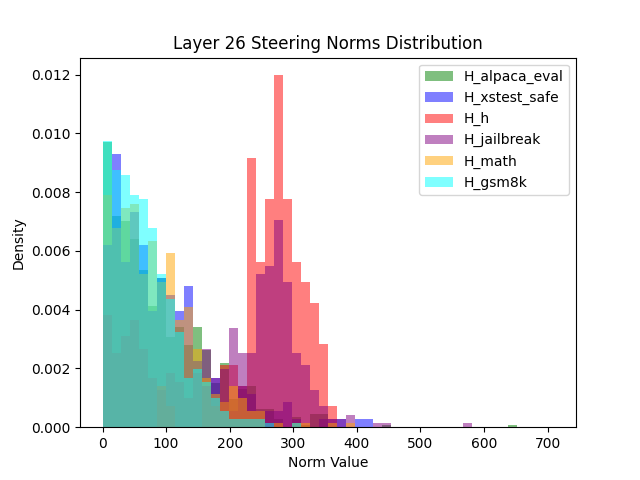 Layer 26 Steering Norms Distribution
H_alpaca_eval
H_xstest_safe
H_h
H_jailbreak
H_math
H_gsm8k
0.012
0.010
0.008
0.006
0.004
0.002
0.000
Density
0 100 200 300 400 500 600 700
Norm Value